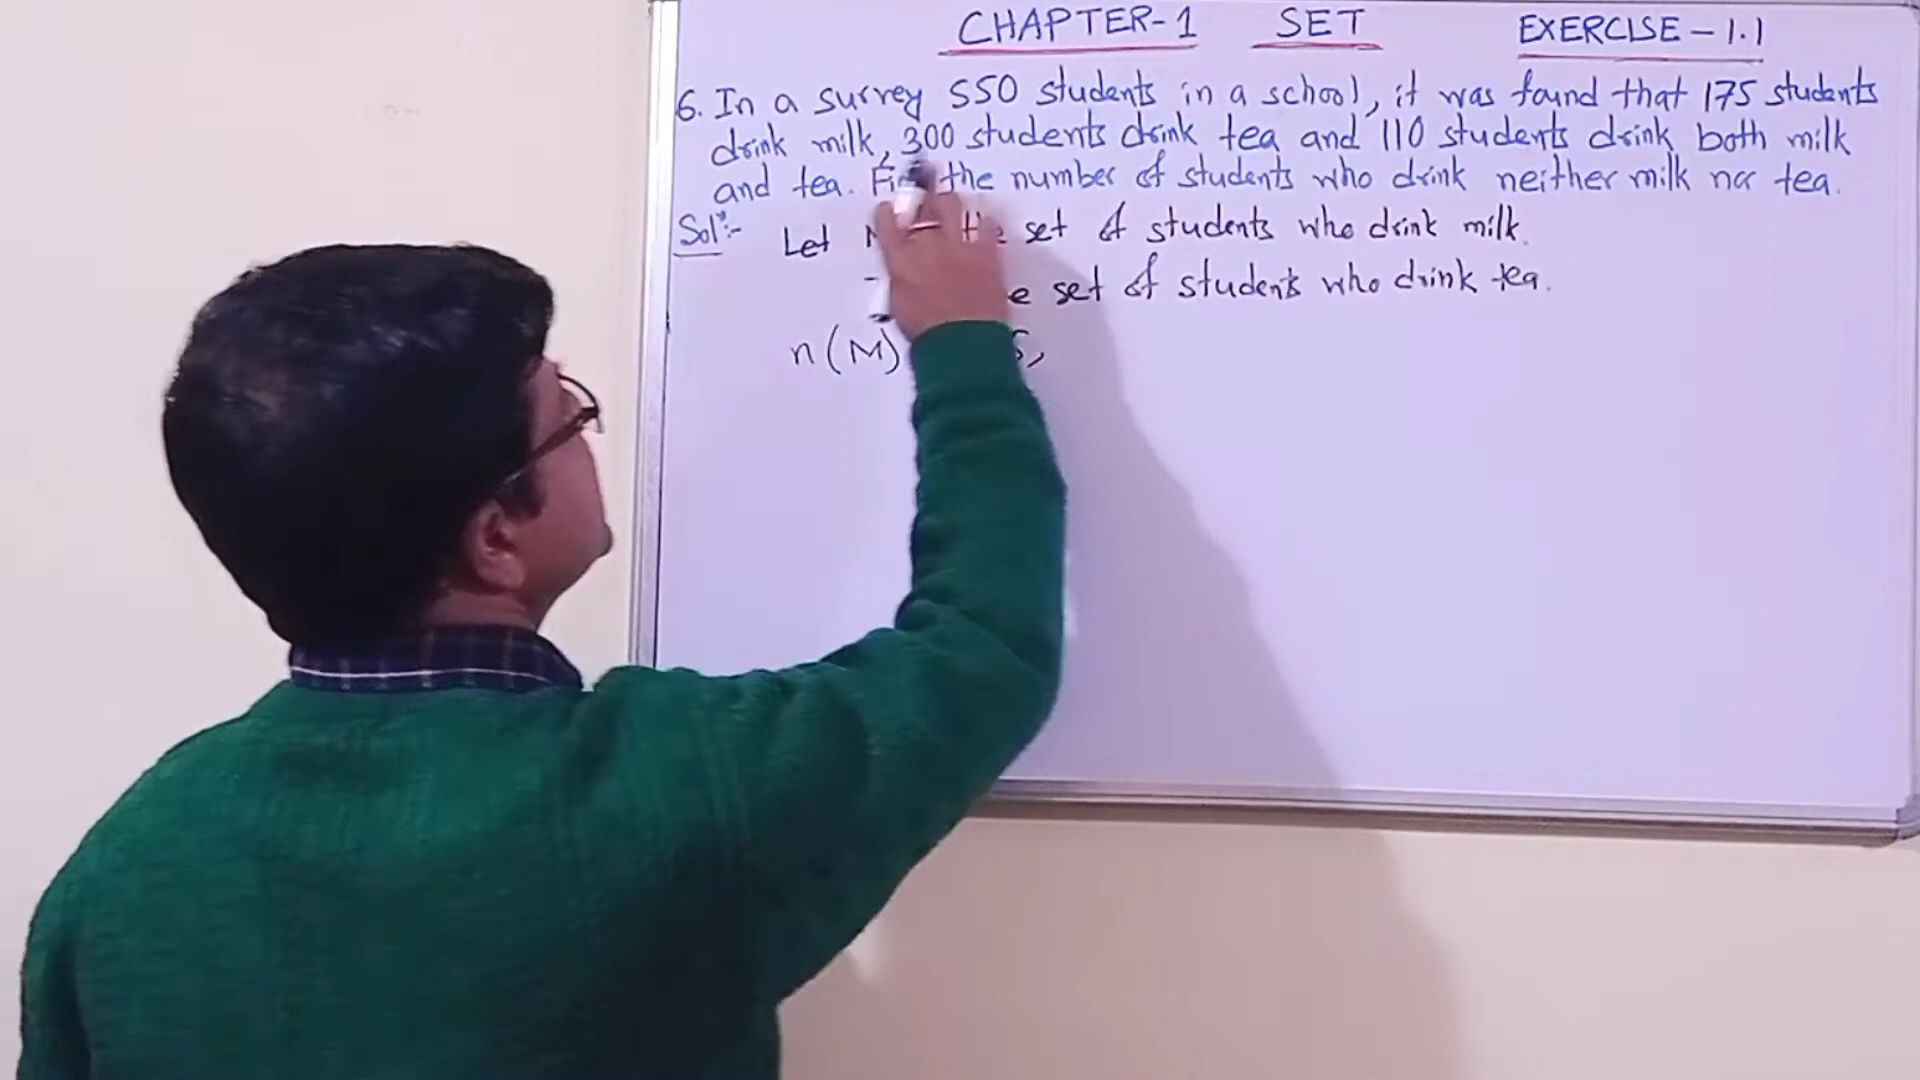 CHAPTER-1 SET EXERCISE-1.1
6. In a survey 550 students in a school, it was found that 175 students
drink milk, 300 students drink tea and 110 students drink both milk
and tea. the number of students who drink neither milk nor tea.
Solⁿ:- Let set of students who drink milk.
set of students who drink tea.
n(M)